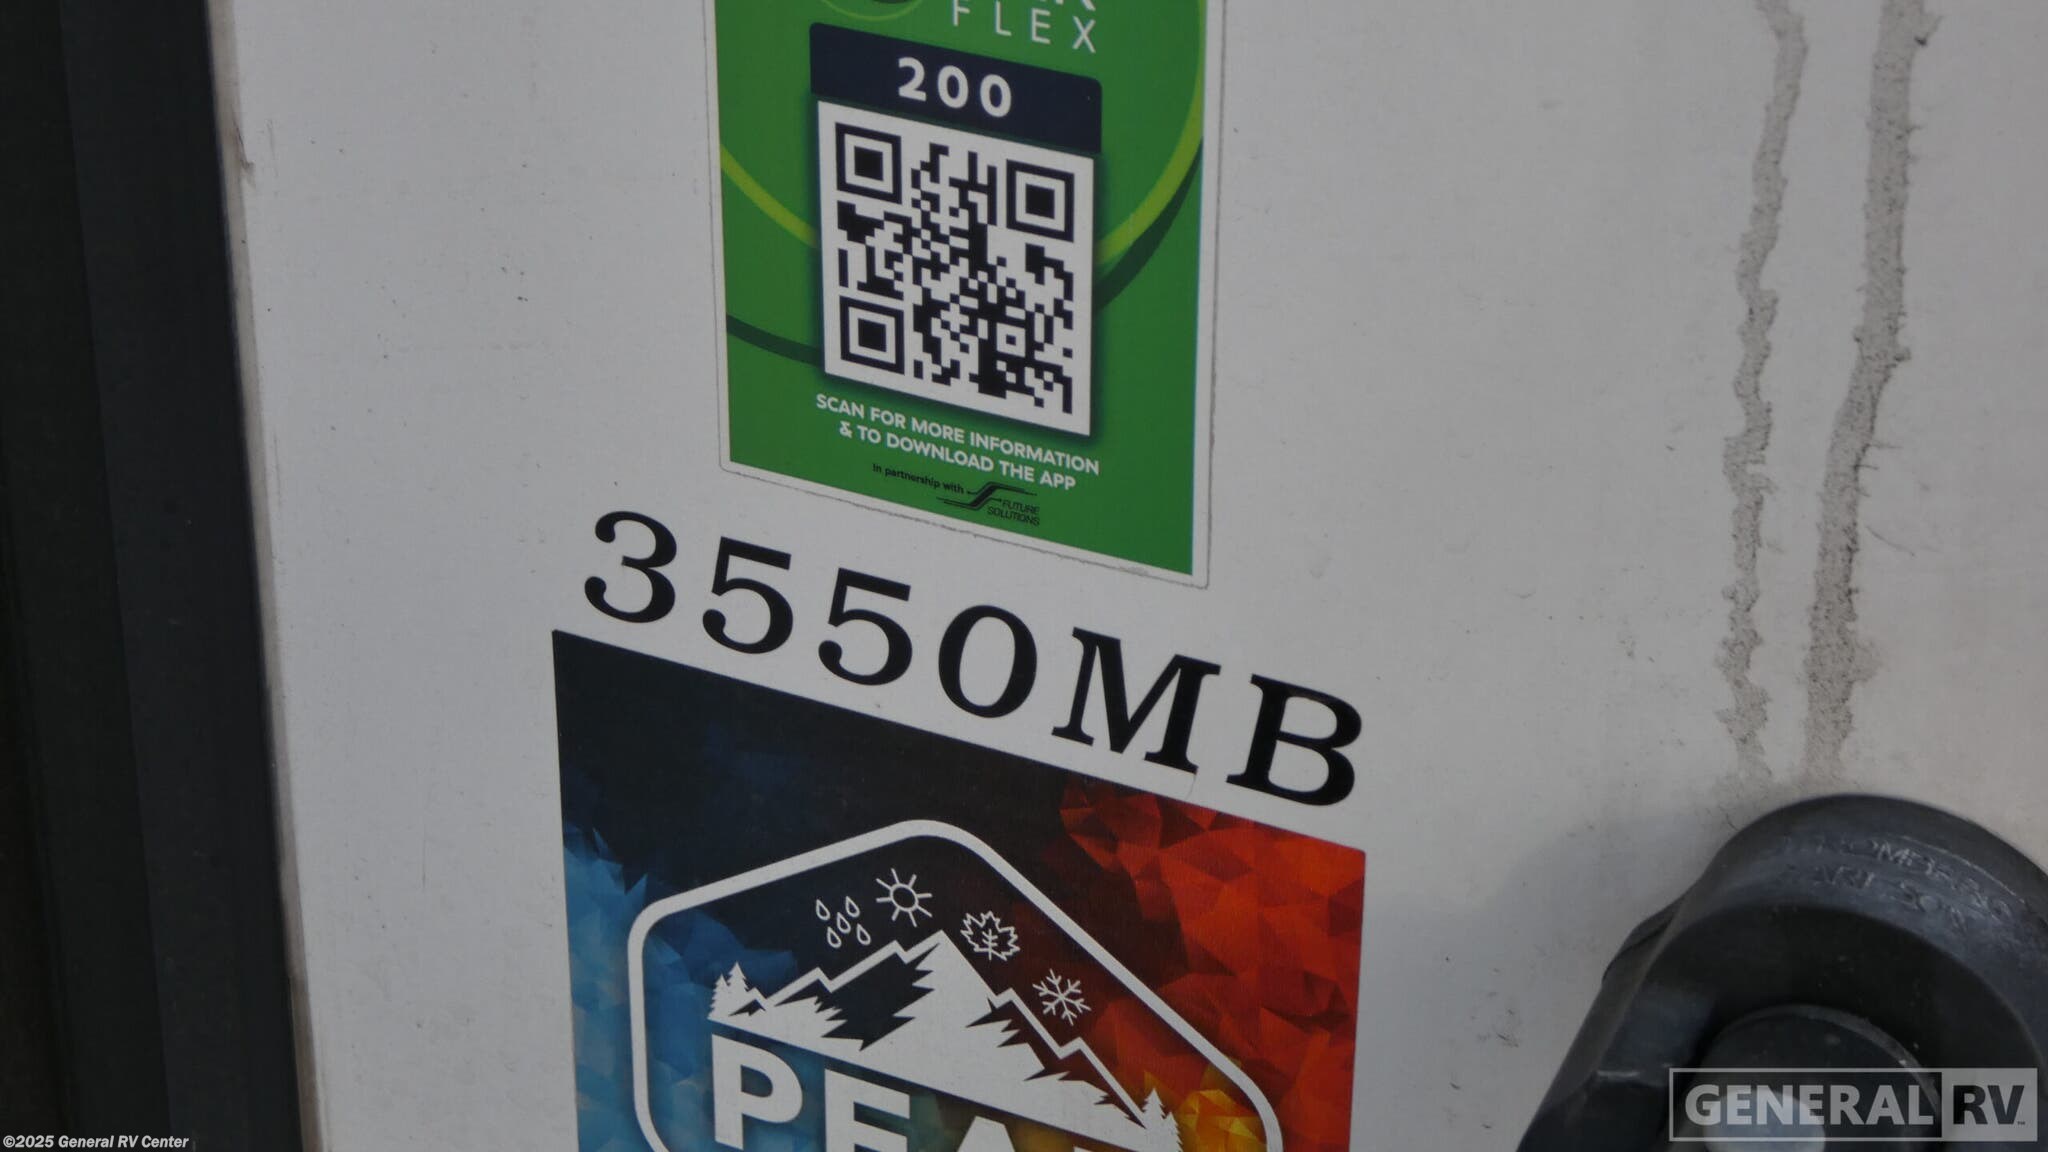 FLEX
200
SCAN FOR MORE INFORMATION
& TO DOWNLOAD THE APP
In partnership with
FUTURE
SOLUTIONS
3550MB
GENERAL RV
©2025 General RV Center